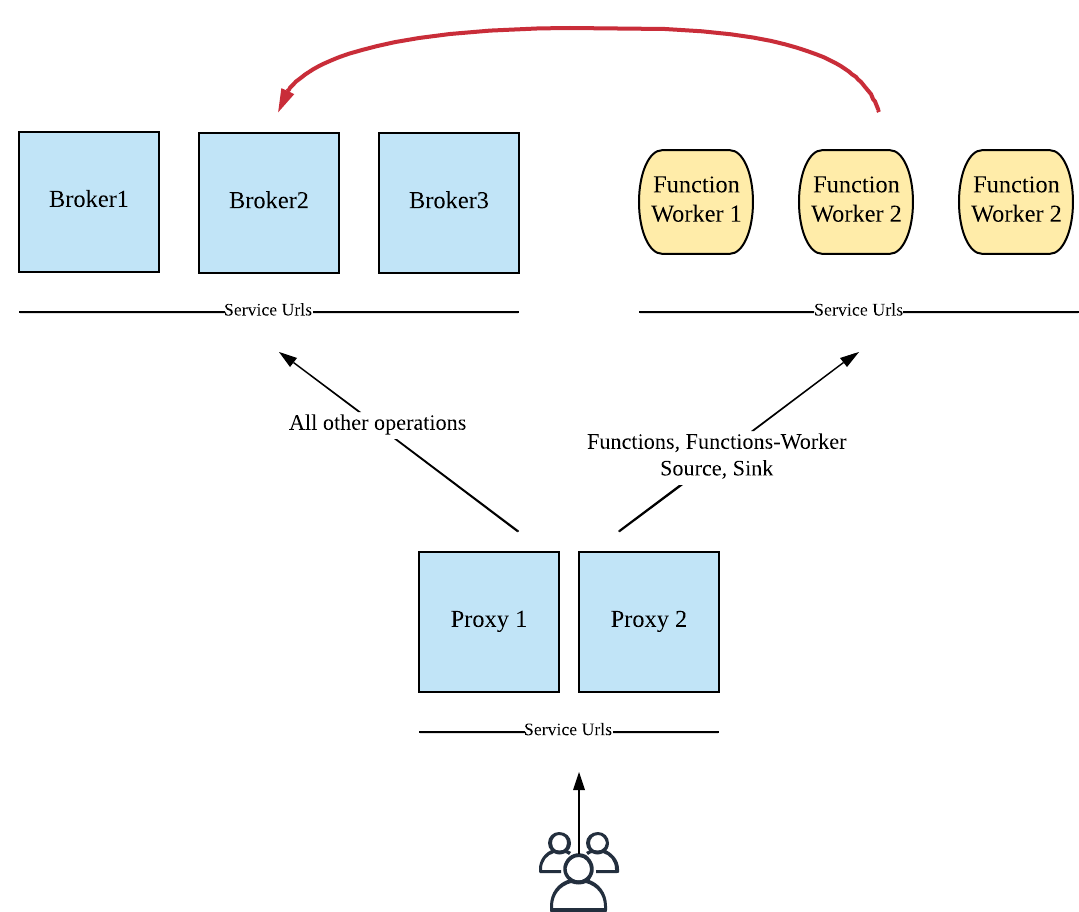 Broker1
Broker2
Broker3
Function
Worker 1
Function
Worker 2
Function
Worker 2
Service Urls
Service Urls
All other operations
Functions, Functions-Worker
Source, Sink
Proxy 1
Proxy 2
Service Urls